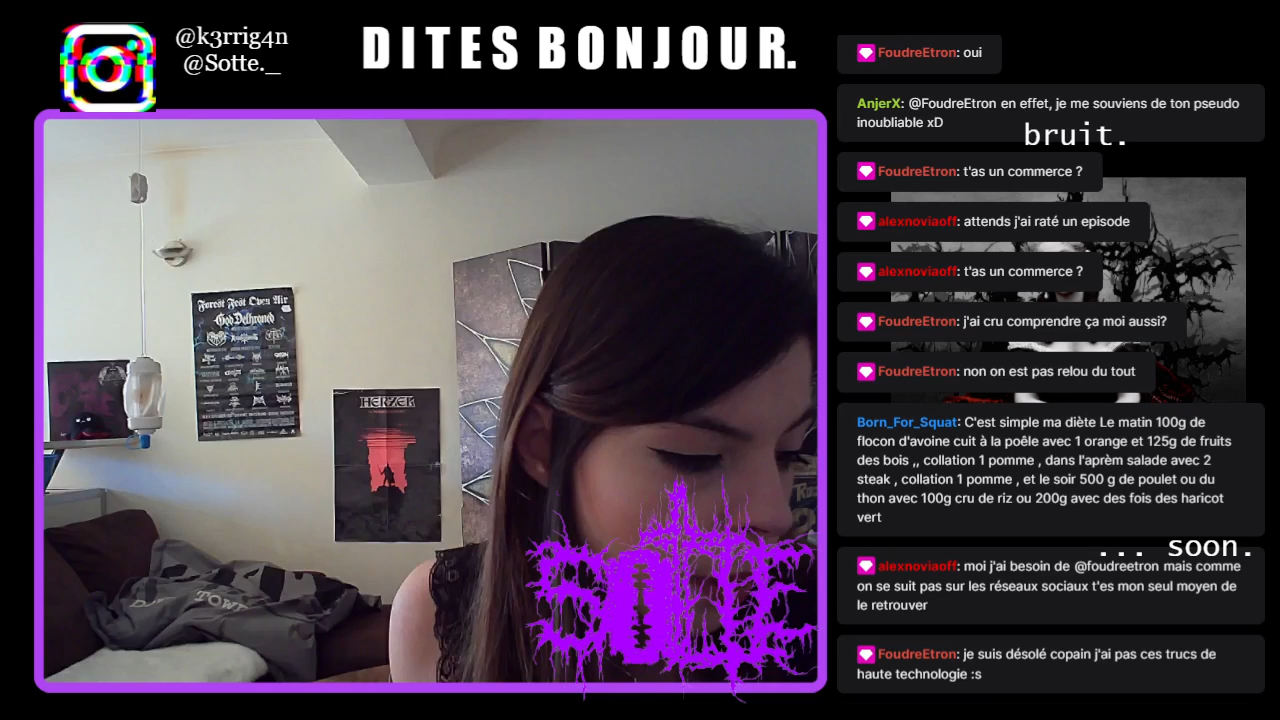 @k3rrig4n
@Sotte._
DITES BONJOUR.
FoudreEtron: oui
AnjerX: @FoudreEtron en effet, je me souviens de ton pseudo
inoubliable xD
bruit.
FoudreEtron: t'as un commerce ?
alexnoviaoff: attends j'ai raté un episode
alexnoviaoff: t'as un commerce ?
FoudreEtron: j'ai cru comprendre ça moi aussi?
FoudreEtron: non on est pas relou du tout
Born_For_Squat: C'est simple ma diète Le matin 100g de
flocon d'avoine cuit à la poêle avec 1 orange et 125g de fruits
des bois ,, collation 1 pomme , dans l'aprèm salade avec 2
steak , collation 1 pomme , et le soir 500 g de poulet ou du
thon avec 100g cru de riz ou 200g avec des fois des haricot
vert
... soon.
alexnoviaoff: moi j'ai besoin de @foudreetron mais comme
on se suit pas sur les réseaux sociaux t'es mon seul moyen de
le retrouver
FoudreEtron: je suis désolé copain j'ai pas ces trucs de
haute technologie :s
Forest Fest Open Air
God Dethroned
HERZER
TOWN